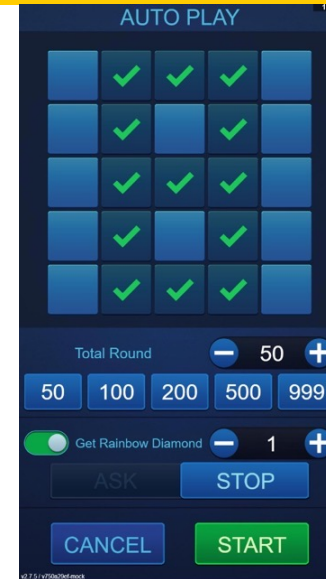 AUTO PLAY
Total Round 50
50 100 200 500 999
Get Rainbow Diamond 1
ASK STOP
CANCEL START